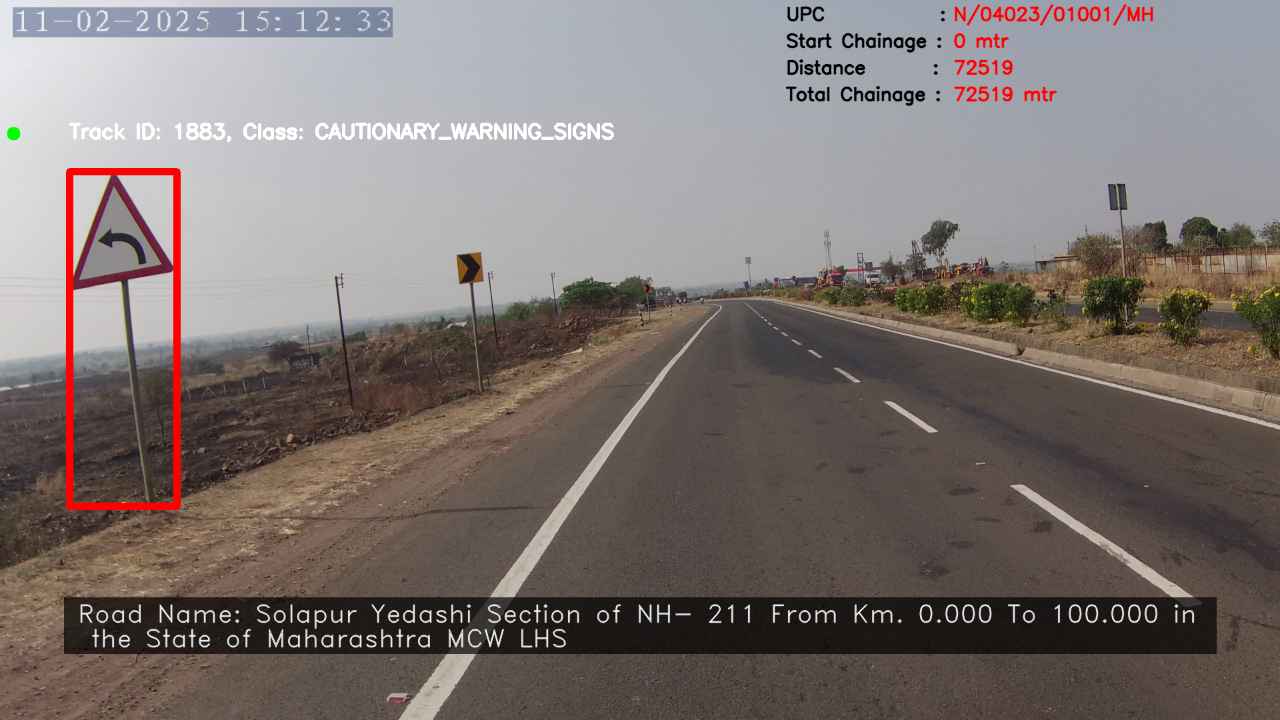 11-02-2025 15:12:33
UPC : N/04023/01001/MH
Start Chainage : 0 mtr
Distance : 72519
Total Chainage : 72519 mtr
Track ID: 1883, Class: CAUTIONARY_WARNING_SIGNS
Road Name: Solapur Yedashi Section of NH- 211 From Km. 0.000 To 100.000 in
the State of Maharashtra MCW LHS